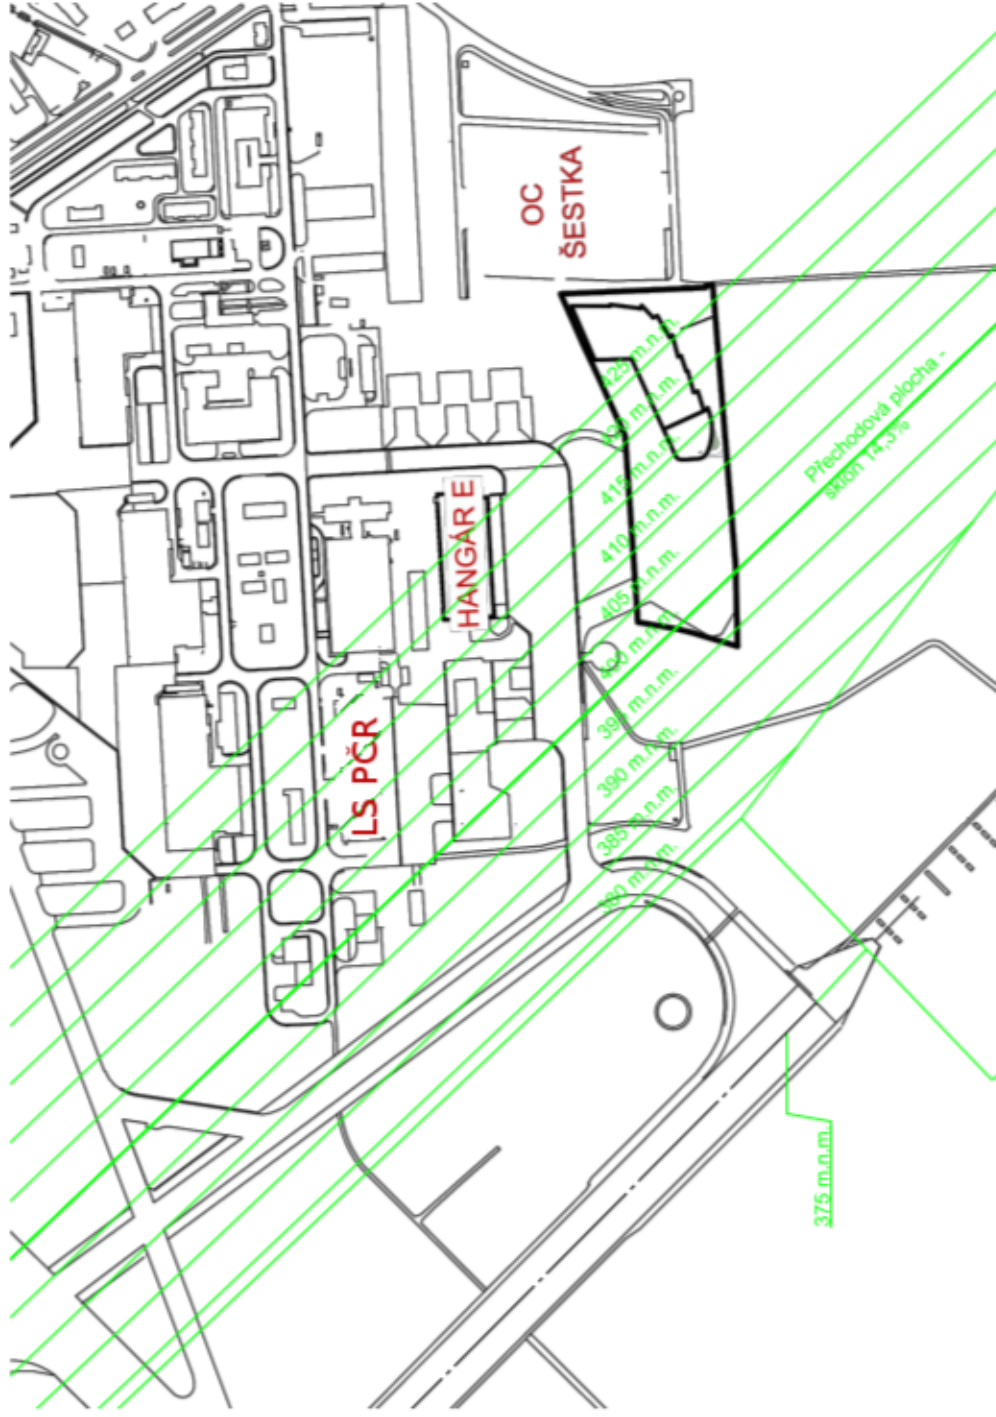 OC
ŠESTKA
425 m.n.m.
420 m.n.m.
415 m.n.m.
410 m.n.m.
405 m.n.m.
400 m.n.m.
395 m.n.m.
390 m.n.m.
385 m.n.m.
380 m.n.m.
Přechodová plocha -
sklon 14,3%
HANGÁR E
LS PČR
375 m.n.m.